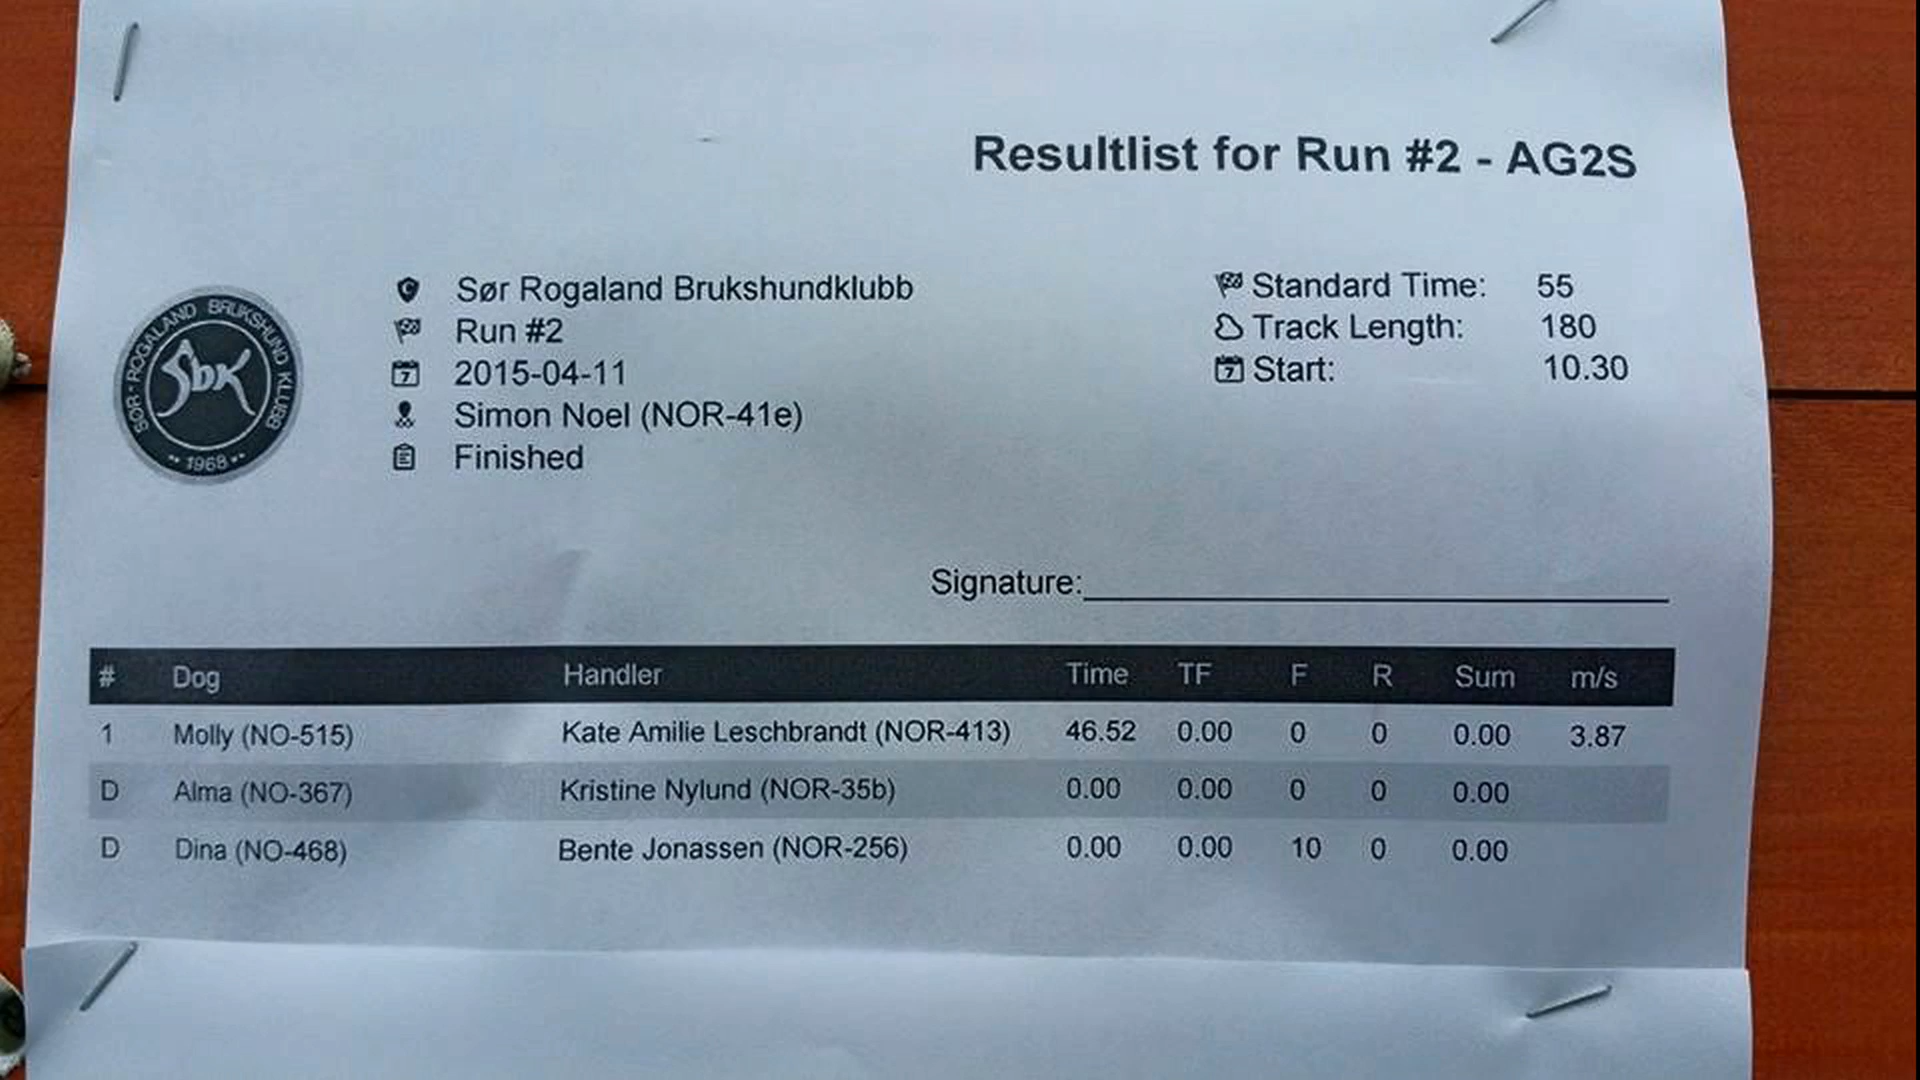 Resultlist for Run #2 - AG2S
SØR-ROGALAND BRUKSHUND KLUBB
SbK
1968
Sør Rogaland Brukshundklubb
Run #2
2015-04-11
Simon Noel (NOR-41e)
Finished
Standard Time: 55
Track Length: 180
Start: 10.30
Signature:
# Dog Handler Time TF F R Sum m/s
1 Molly (NO-515) Kate Amilie Leschbrandt (NOR-413) 46.52 0.00 0 0 0.00 3.87
D Alma (NO-367) Kristine Nylund (NOR-35b) 0.00 0.00 0 0 0.00
D Dina (NO-468) Bente Jonassen (NOR-256) 0.00 0.00 10 0 0.00